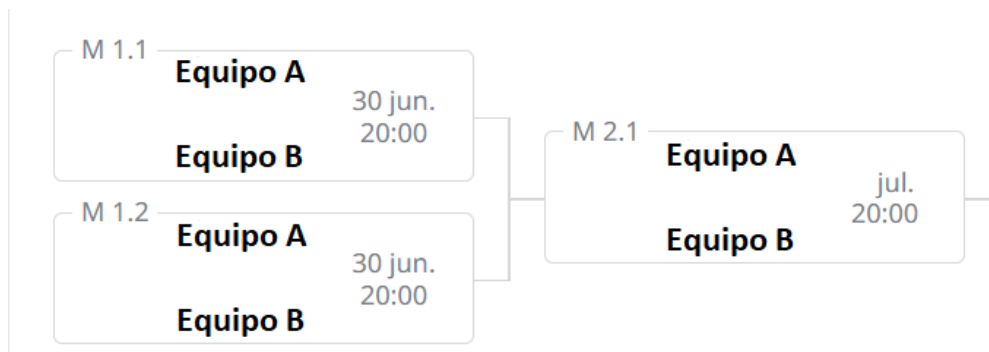 M 1.1
Equipo A
30 jun.
20:00
Equipo B
M 1.2
Equipo A
30 jun.
20:00
Equipo B
M 2.1
Equipo A
jul.
20:00
Equipo B